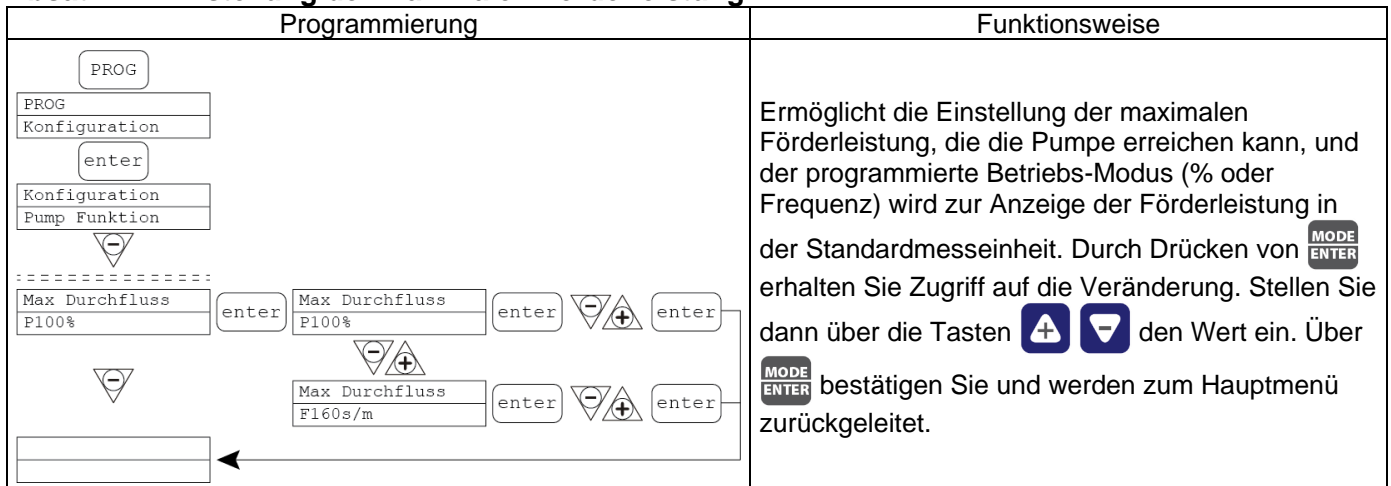 Programmierung
Funktionsweise
PROG
PROG
Konfiguration
enter
Konfiguration
Pump Funktion
Max Durchfluss
P100%
enter
Max Durchfluss
P100%
enter
enter
Max Durchfluss
F160s/m
enter
enter
Ermöglicht die Einstellung der maximalen
Förderleistung, die die Pumpe erreichen kann, und
der programmierte Betriebs-Modus (% oder
Frequenz) wird zur Anzeige der Förderleistung in
der Standardmesseinheit. Durch Drücken von MODE ENTER
erhalten Sie Zugriff auf die Veränderung. Stellen Sie
dann über die Tasten + - den Wert ein. Über
MODE ENTER bestätigen Sie und werden zum Hauptmenü
zurückgeleitet.